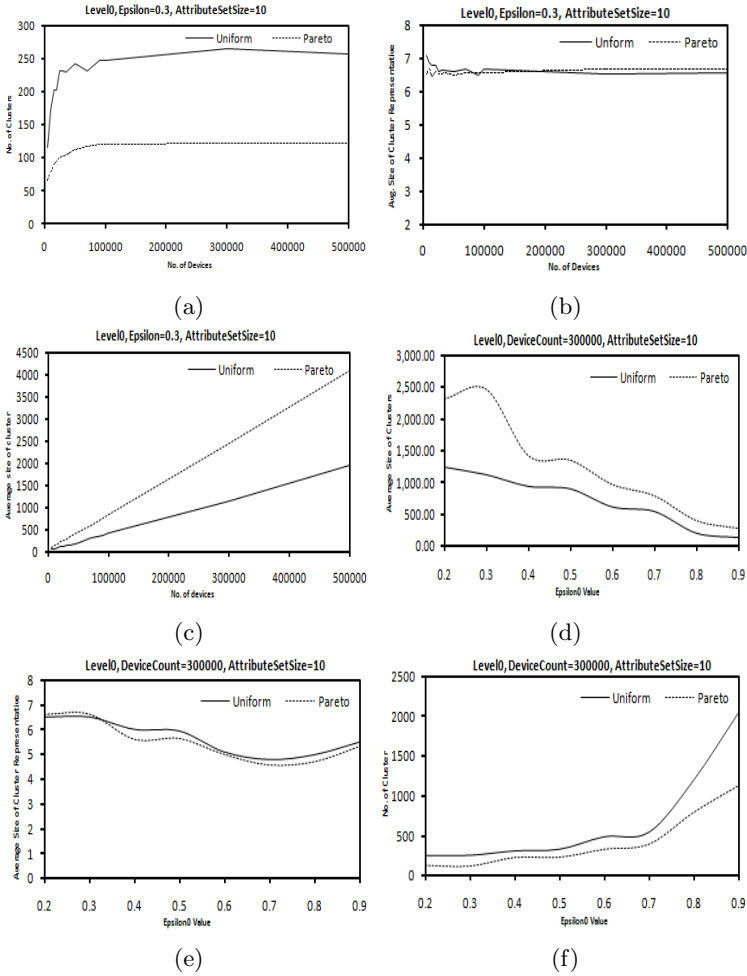 Level0, Epsilon=0.3, AttributeSetSize=10
Uniform
Pareto
No. of Clusters
300
250
200
150
100
50
0
0
100000
200000
300000
400000
500000
No. of Devices
(a)
Level0, Epsilon=0.3, AttributeSetSize=10
Uniform
Pareto
Avg. Size of Cluster Representative
8
7
6
5
4
3
2
0
100000
200000
300000
400000
500000
No. of Devices
(b)
Level0, Epsilon=0.3, AttributeSetSize=10
Uniform
Pareto
Average size of cluster
4500
4000
3500
3000
2500
2000
1500
1000
500
0
0
100000
200000
300000
400000
500000
No. of devices
(c)
Level0, DeviceCount=300000, AttributeSetSize=10
Uniform
Pareto
Average Size of Clusters
3,000.00
2,500.00
2,000.00
1,500.00
1,000.00
500.00
0.00
0.2
0.3
0.4
0.5
0.6
0.7
0.8
0.9
Epsilon0 Value
(d)
Level0, DeviceCount=300000, AttributeSetSize=10
Uniform
Pareto
Average Size of Cluster Representative
8
7
6
5
4
3
2
1
0
0.2
0.3
0.4
0.5
0.6
0.7
0.8
0.9
Epsilon0 Value
(e)
Level0, DeviceCount=300000, AttributeSetSize=10
Uniform
Pareto
No. of Cluster
2500
2000
1500
1000
500
0
0.2
0.3
0.4
0.5
0.6
0.7
0.8
0.9
Epsilon0 Value
(f)